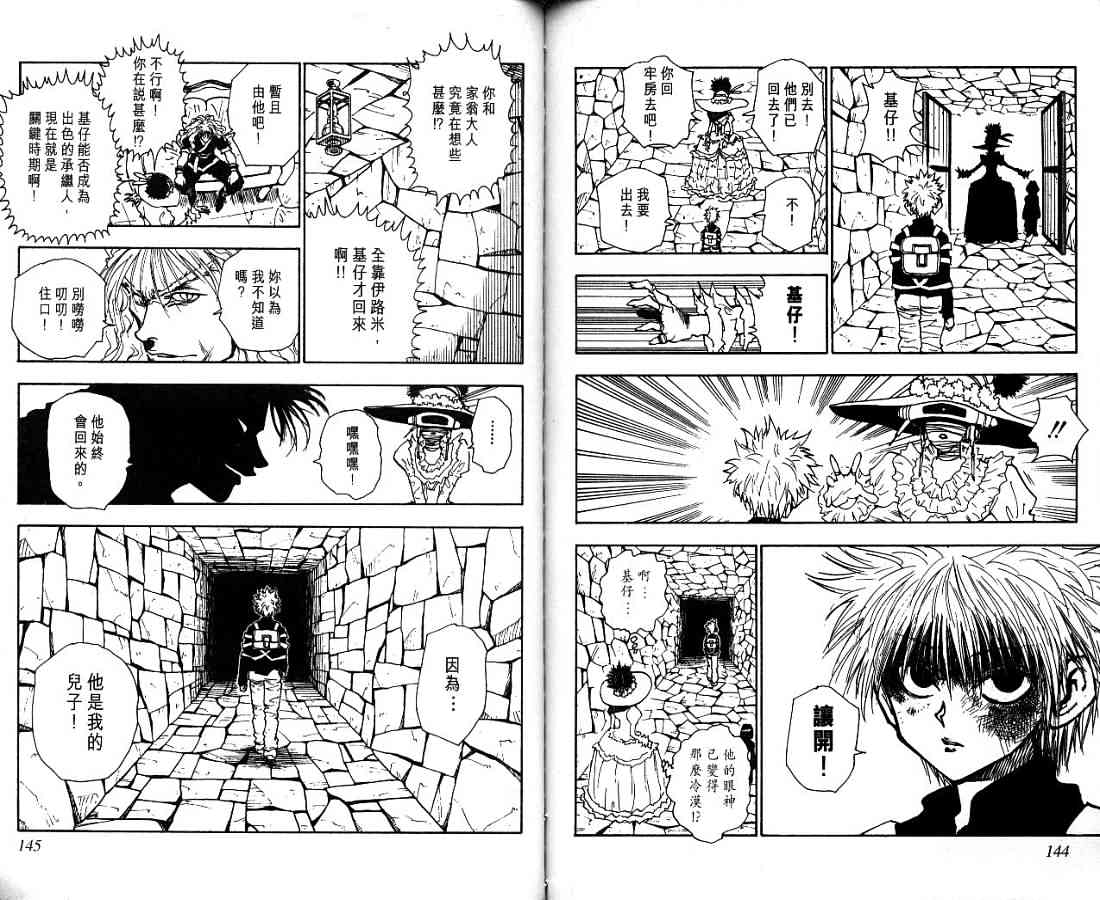 基仔!!
別去!
他們已
回去了!
你回
牢房去吧!
不!
我要
出去!
基仔!
!!
讓開!
啊…
基仔…
他的眼神
已變得
那麼冷漠!?
144
你和
家翁大人
究竟在想些
甚麼!?
全靠伊路米,
基仔才回來
啊!!
暫且
由他吧!
不行啊!
你在説甚麼!?
基仔能否成為
出色的承繼人,
現在就是
關鍵時期啊!
妳以為
我不知道
嗎?
別嘮嘮
叨叨!
住口!
……
嘿嘿嘿!
他始終
會回來的。
因為…
他是我的
兒子!
145